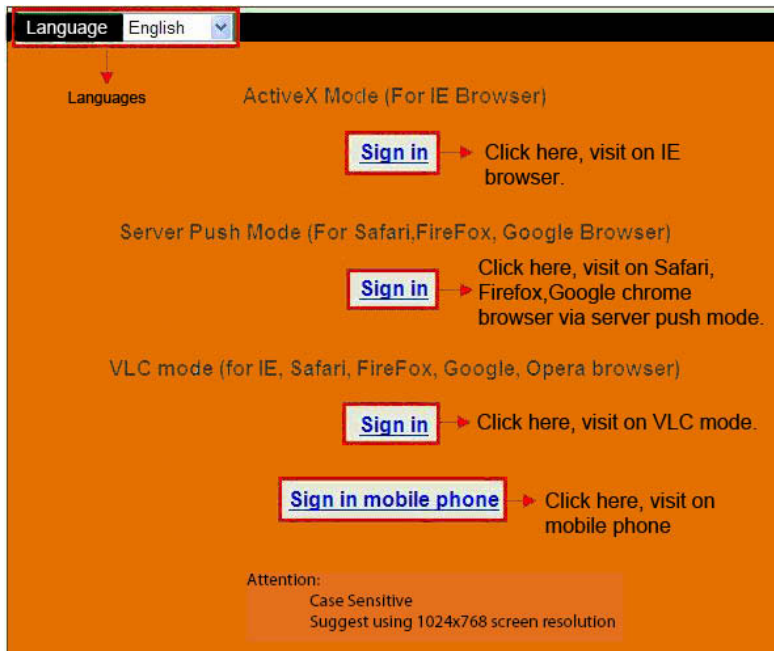 Language English
Languages
ActiveX Mode (For IE Browser)
Sign in
Click here, visit on IE
browser.
Server Push Mode (For Safari,FireFox, Google Browser)
Sign in
Click here, visit on Safari,
Firefox,Google chrome
browser via server push mode.
VLC mode (for IE, Safari, FireFox, Google, Opera browser)
Sign in
Click here, visit on VLC mode.
Sign in mobile phone
Click here, visit on
mobile phone
Attention:
Case Sensitive
Suggest using 1024x768 screen resolution